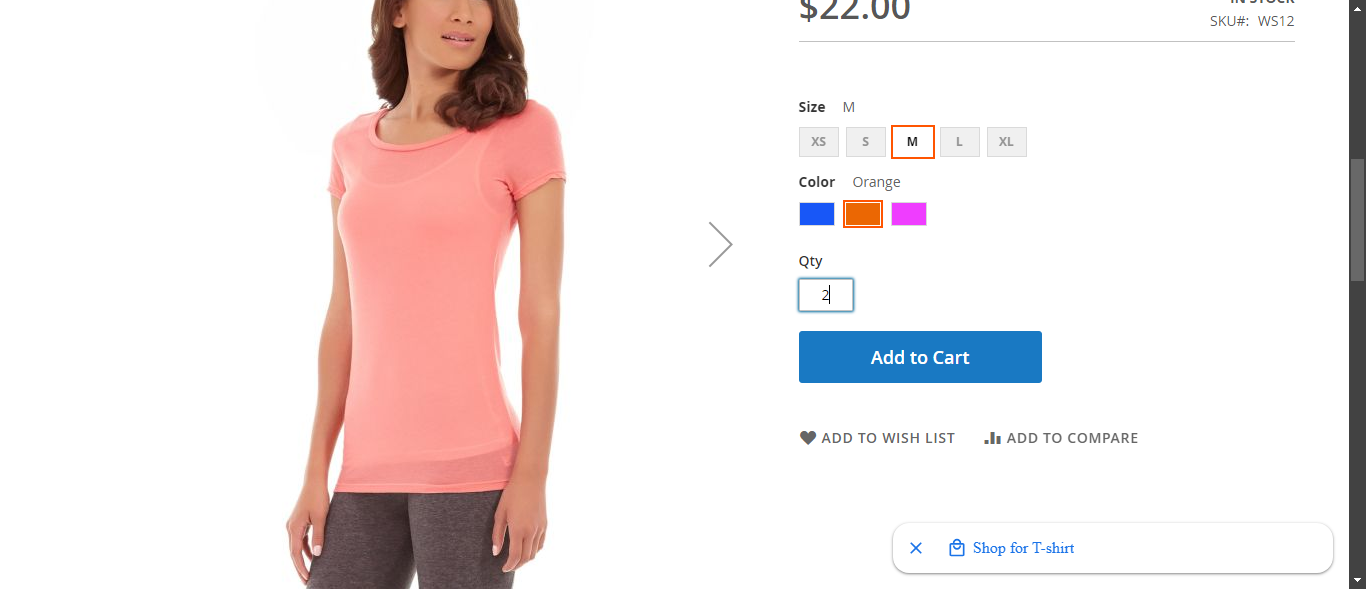 $22.00
IN STOCK
SKU#: WS12
Size M
XS S M L XL
Color Orange
Qty
2
Add to Cart
ADD TO WISH LIST ADD TO COMPARE
Shop for T-shirt